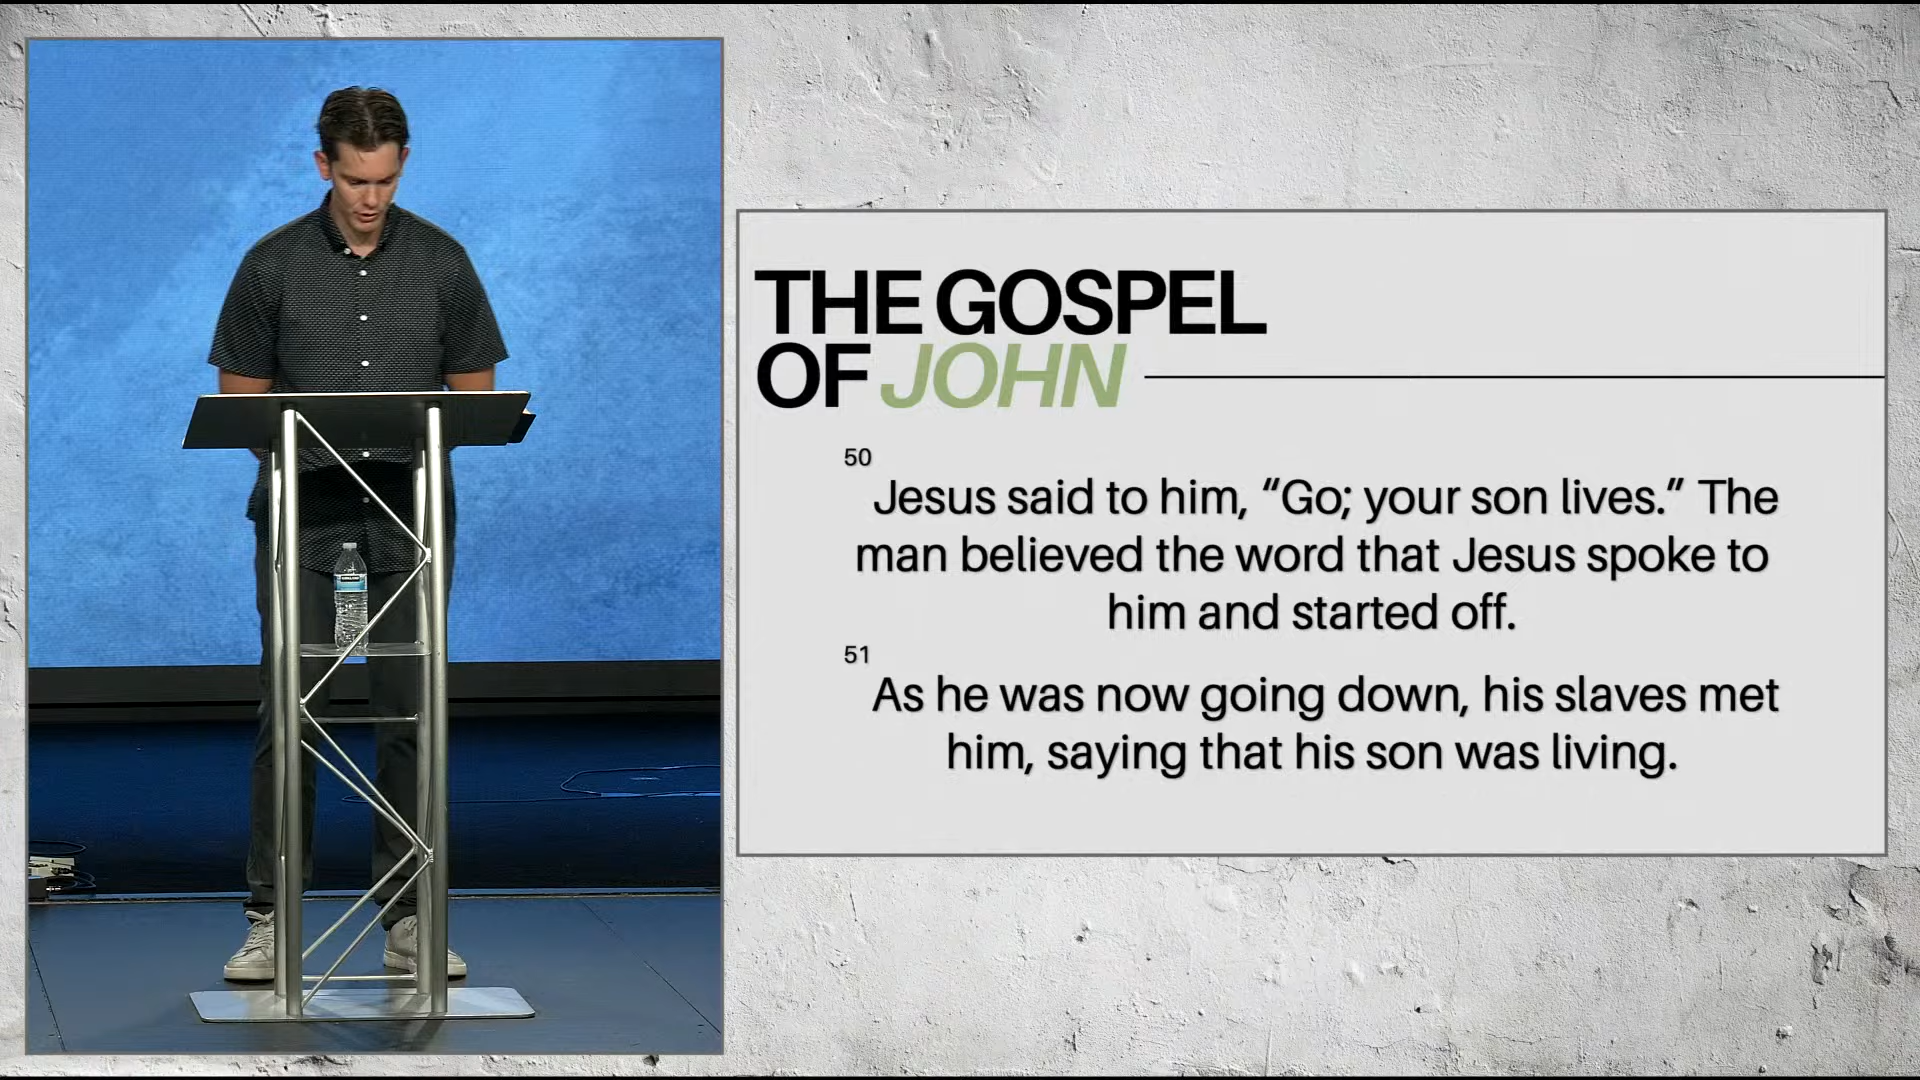 THE GOSPEL
OF JOHN
50
Jesus said to him, “Go; your son lives.” The
man believed the word that Jesus spoke to
him and started off.
51
As he was now going down, his slaves met
him, saying that his son was living.